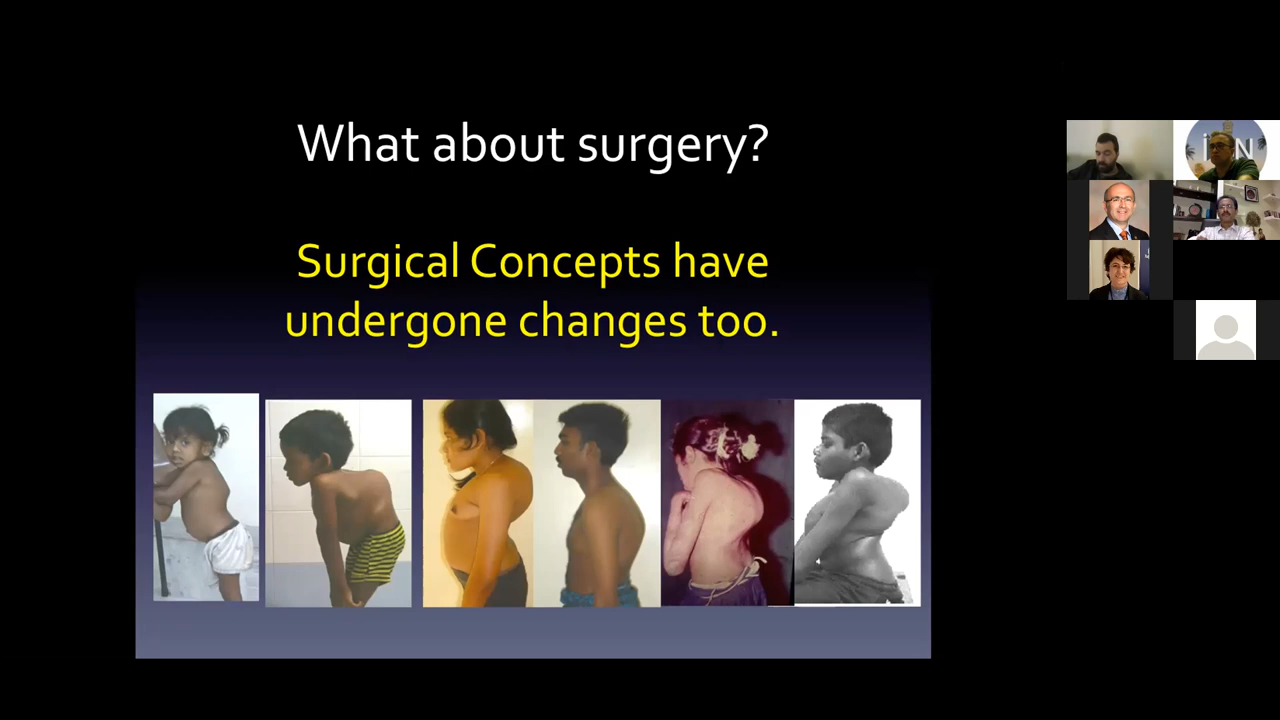 What about surgery?
Surgical Concepts have
undergone changes too.